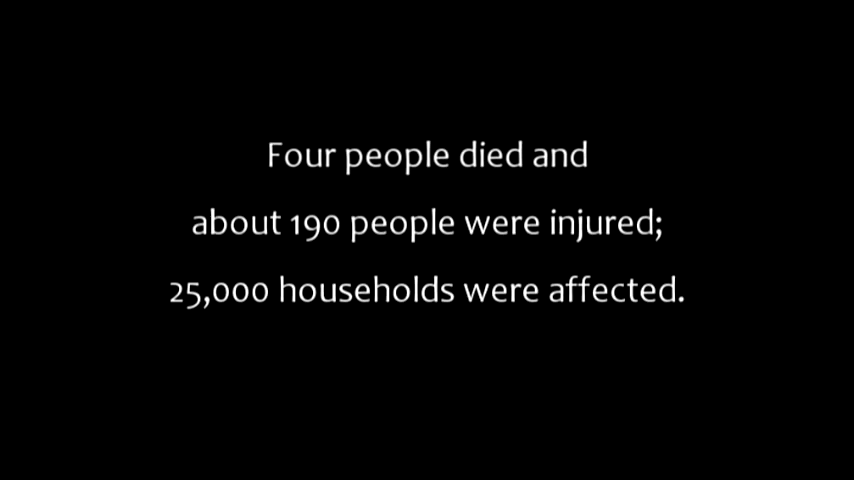 Four people died and
about 190 people were injured;
25,000 households were affected.